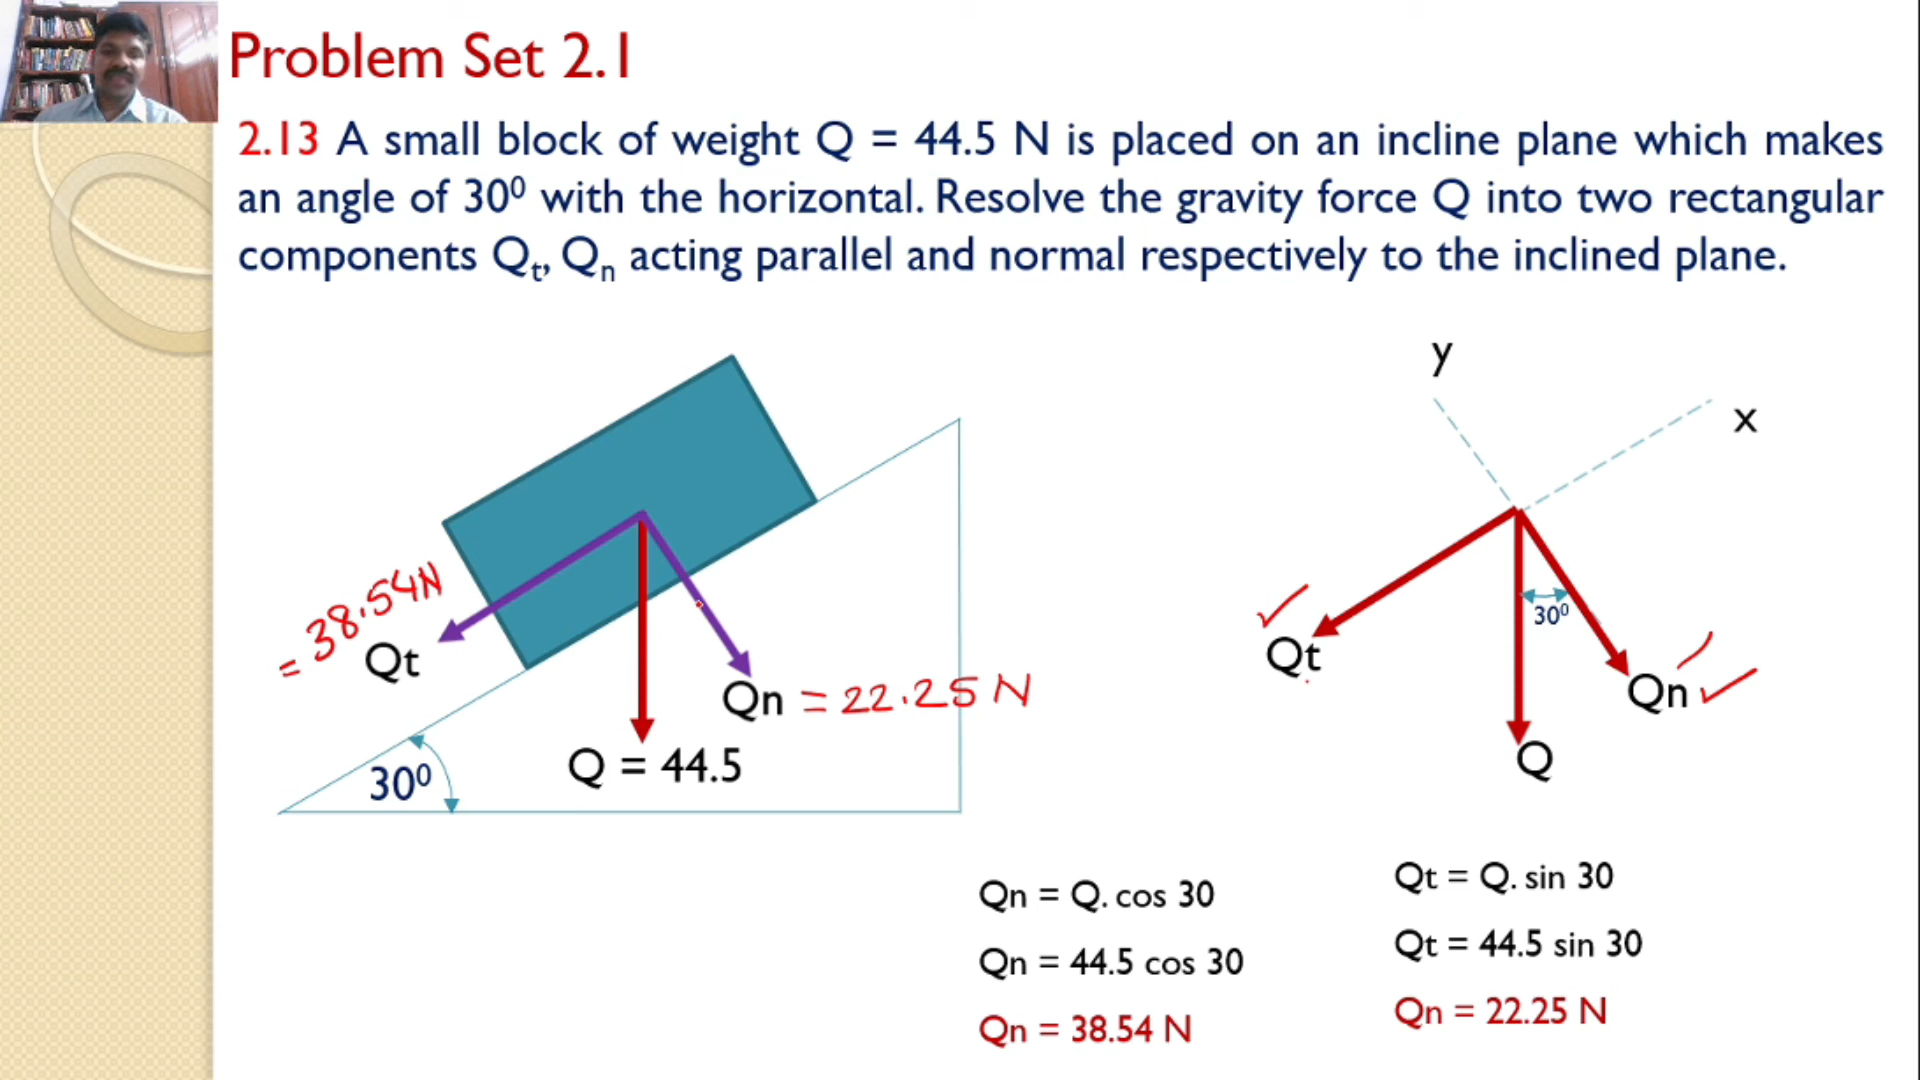 Problem Set 2.1
2.13 A small block of weight Q = 44.5 N is placed on an incline plane which makes
an angle of 30⁰ with the horizontal. Resolve the gravity force Q into two rectangular
components Qt, Qn acting parallel and normal respectively to the inclined plane.
y
x
= 38.54N
Qt
Qn = 22.25 N
Q = 44.5
30⁰
30⁰
Qt
Qn
Q
Qn = Q. cos 30
Qn = 44.5 cos 30
Qn = 38.54 N
Qt = Q. sin 30
Qt = 44.5 sin 30
Qn = 22.25 N